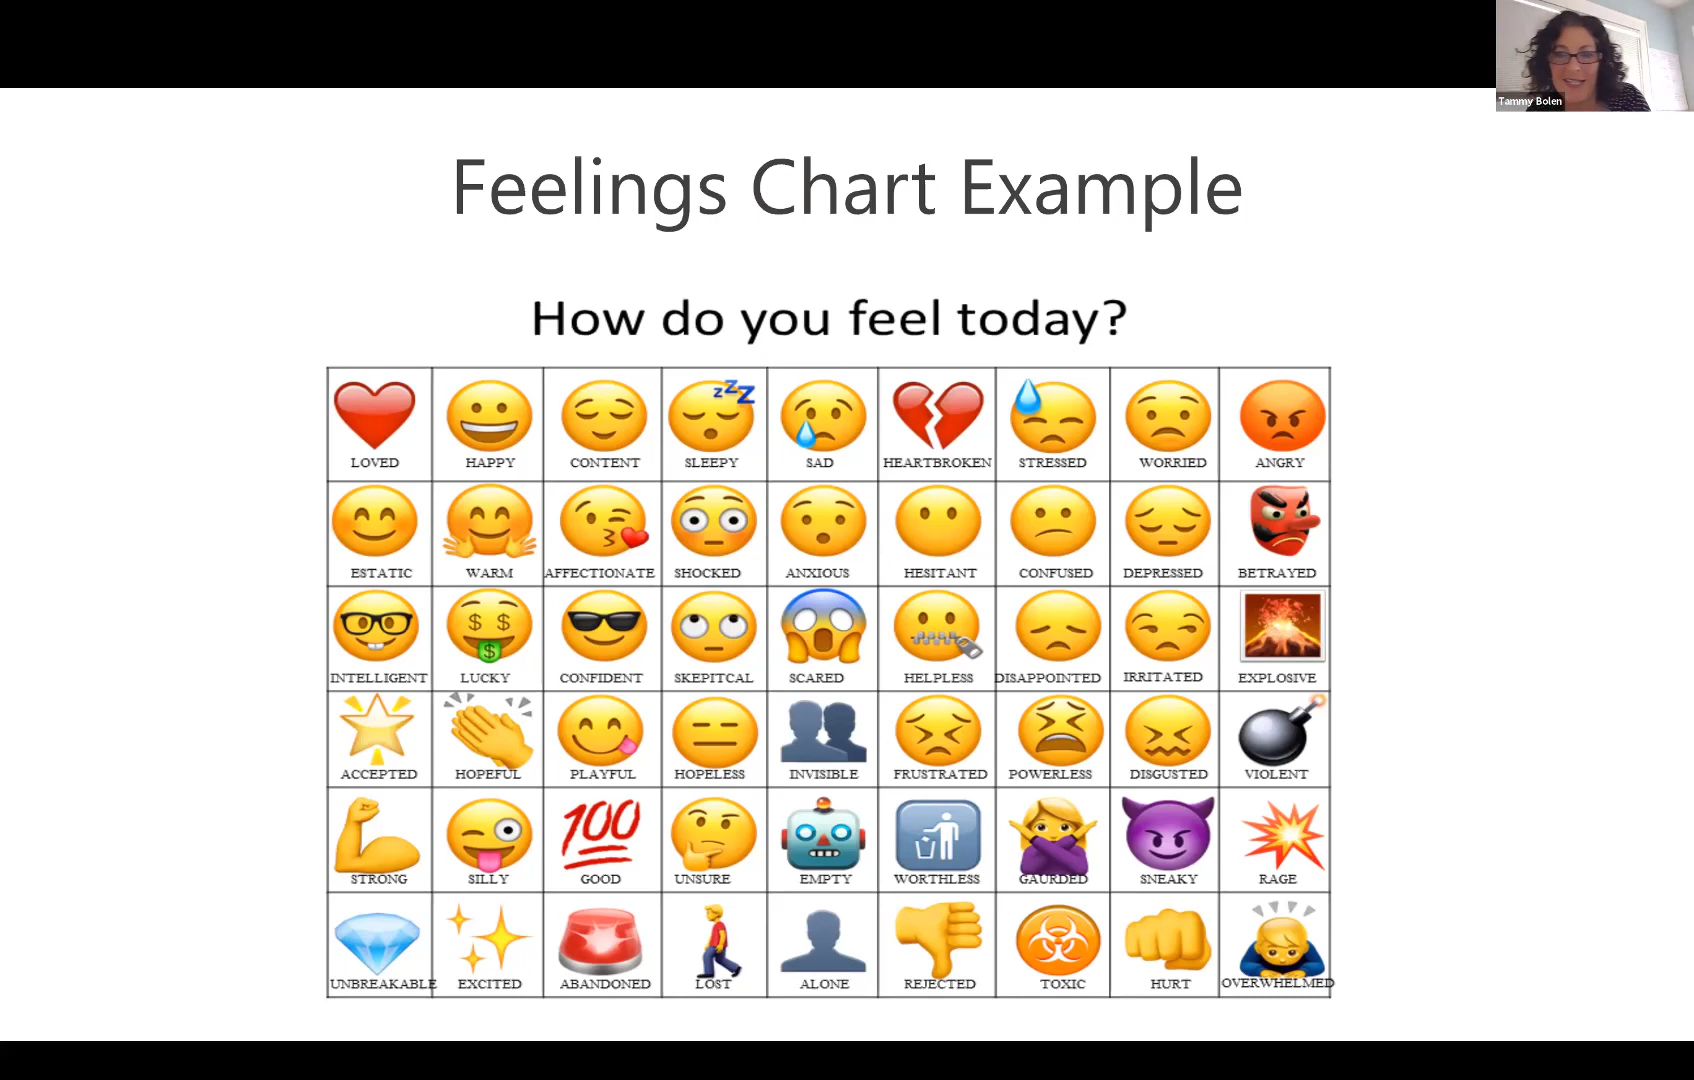 Tammy Bolen
Feelings Chart Example
How do you feel today?
LOVED HAPPY CONTENT SLEEPY SAD HEARTBROKEN STRESSED WORRIED ANGRY
ESTATIC WARM AFFECTIONATE SHOCKED ANXIOUS HESITANT CONFUSED DEPRESSED BETRAYED
INTELLIGENT LUCKY CONFIDENT SKEPITCAL SCARED HELPLESS DISAPPOINTED IRRITATED EXPLOSIVE
ACCEPTED HOPEFUL PLAYFUL HOPELESS INVISIBLE FRUSTRATED POWERLESS DISGUSTED VIOLENT
STRONG SILLY GOOD UNSURE EMPTY WORTHLESS GAURDED SNEAKY RAGE
UNBREAKABLE EXCITED ABANDONED LOST ALONE REJECTED TOXIC HURT OVERWHELMED